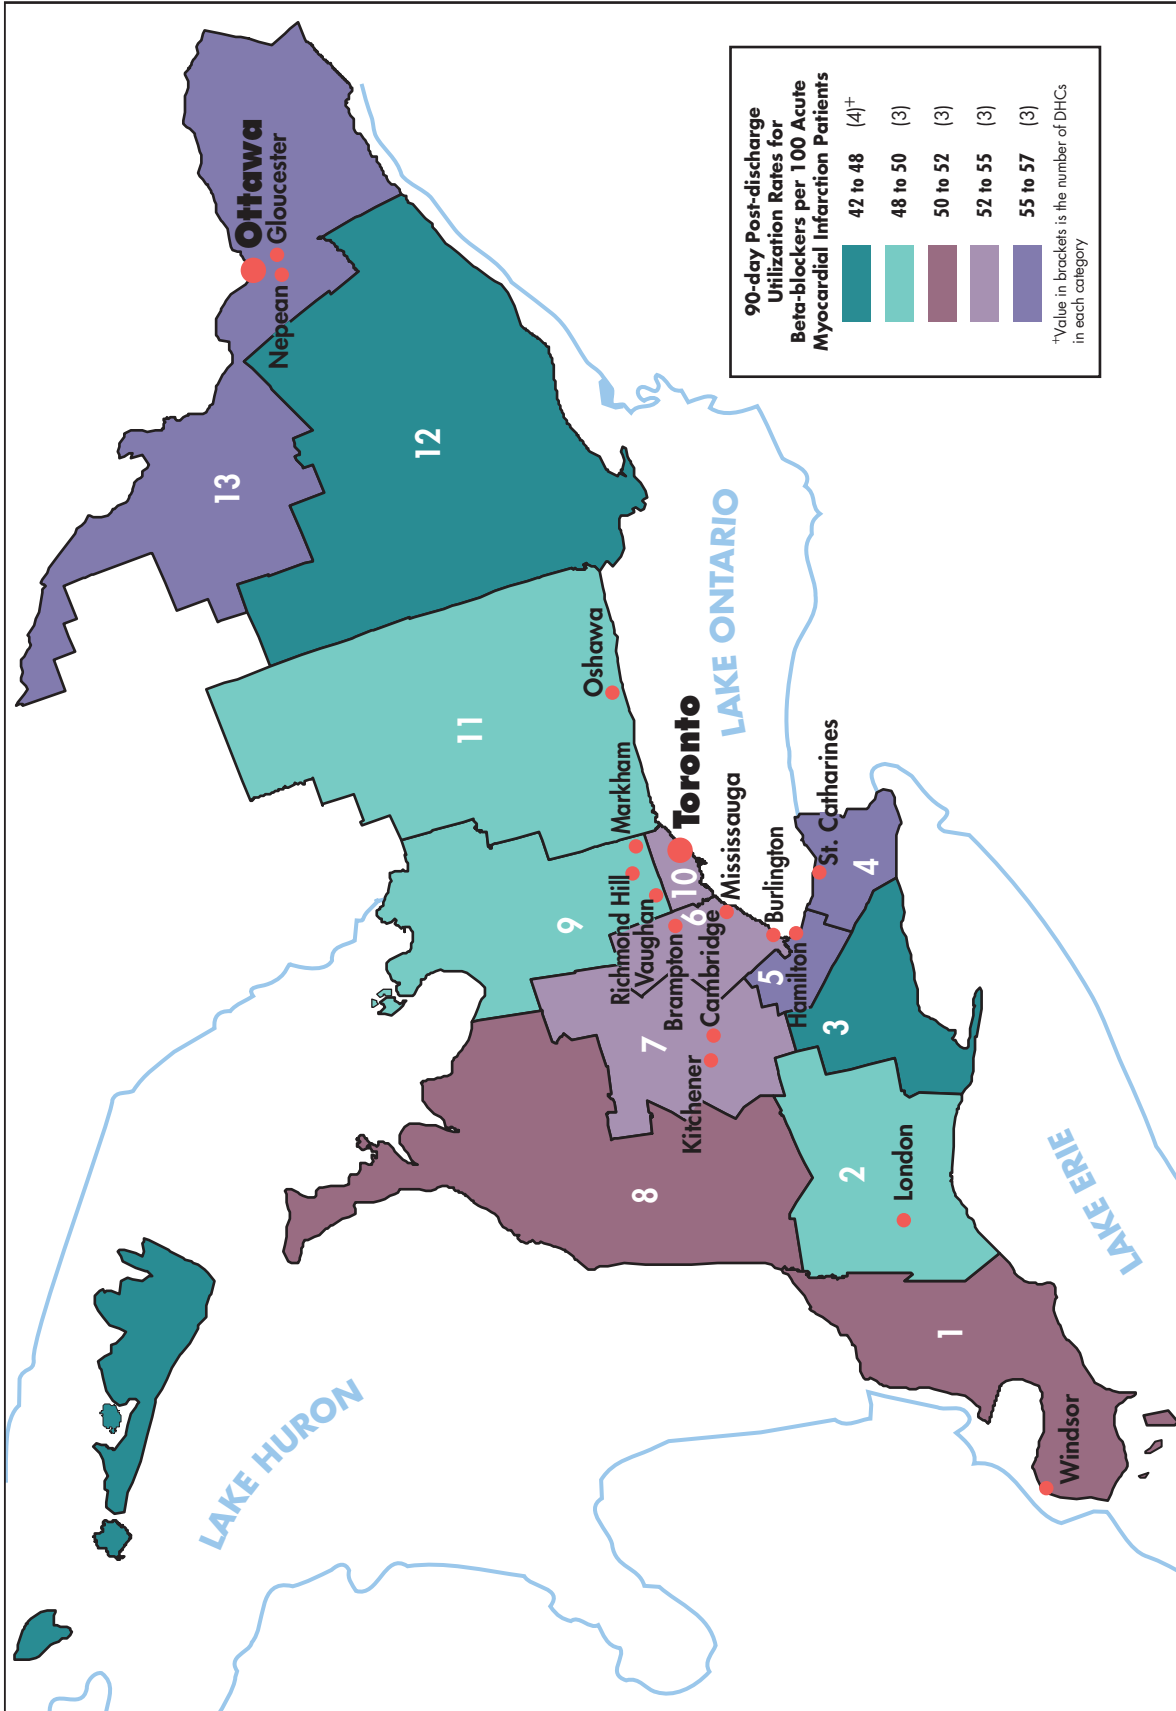 LAKE HURON
LAKE ONTARIO
LAKE ERIE
Ottawa
Gloucester
Nepean
13
12
11
Oshawa
Markham
Toronto
Richmond Hill
Vaughan
9
10
Mississauga
Brampton
6
Cambridge
Burlington
St. Catharines
Hamilton
4
5
7
Kitchener
3
8
2
London
1
Windsor
90-day Post-discharge
Utilization Rates for
Beta-blockers per 100 Acute
Myocardial Infarction Patients
42 to 48 (4)+
48 to 50 (3)
50 to 52 (3)
52 to 55 (3)
55 to 57 (3)
+Value in brackets is the number of DHCs
in each category